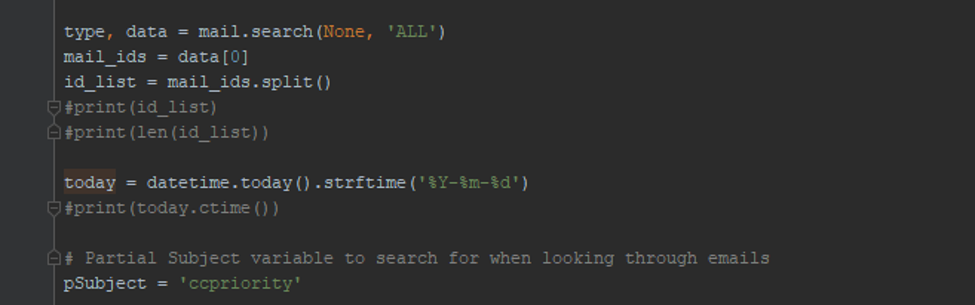 type, data = mail.search(None, 'ALL')
mail_ids = data[0]
id_list = mail_ids.split()
#print(id_list)
#print(len(id_list))
today = datetime.today().strftime('%Y-%m-%d')
#print(today.ctime())
# Partial Subject variable to search for when looking through emails
pSubject = 'ccpriority'